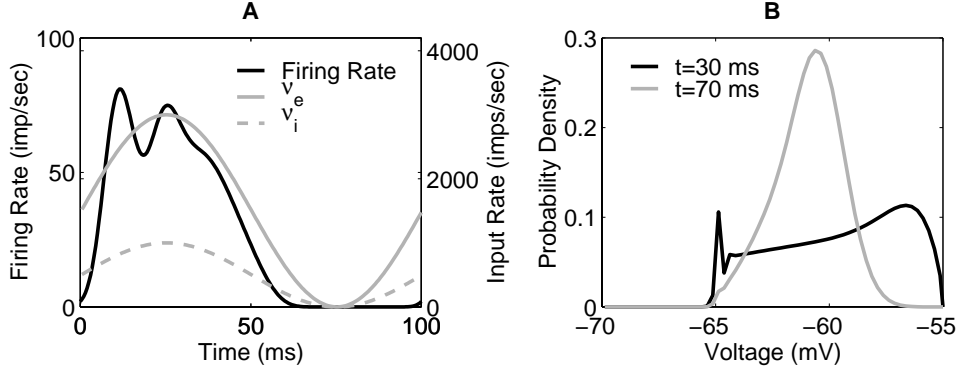 A
Firing Rate (imp/sec)
100
50
0
Firing Rate
ν_e
ν_i
4000
2000
0
Input Rate (imps/sec)
0
50
100
Time (ms)
B
Probability Density
0.3
0.2
0.1
0
t=30 ms
t=70 ms
−70
−65
−60
−55
Voltage (mV)